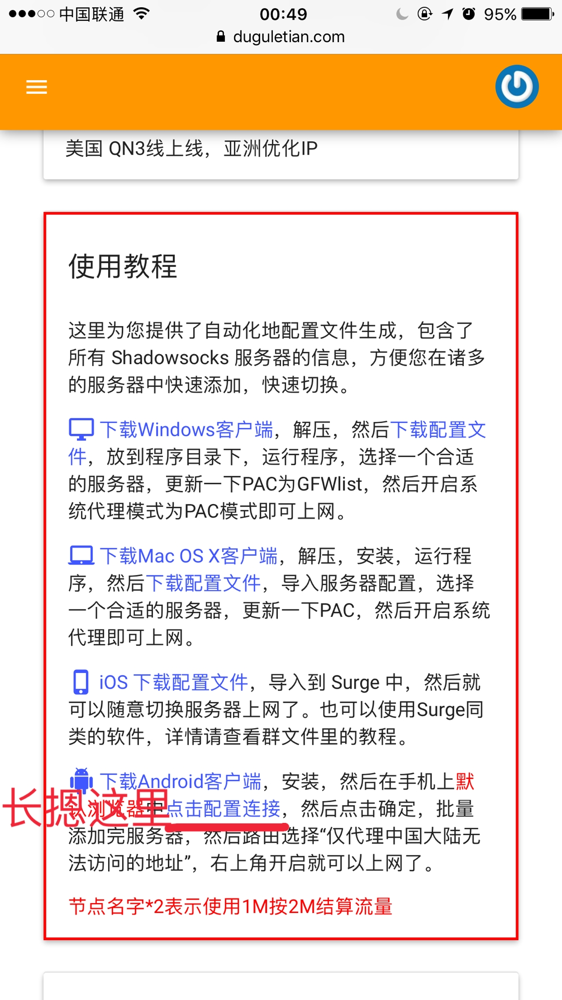 中国联通 00:49 95%
duguletian.com
美国 QN3线上线，亚洲优化IP
使用教程
这里为您提供了自动化地配置文件生成，包含了
所有 Shadowsocks 服务器的信息，方便您在诸多
的服务器中快速添加，快速切换。
下载Windows客户端，解压，然后下载配置文
件，放到程序目录下，运行程序，选择一个合适
的服务器，更新一下PAC为GFWlist，然后开启系
统代理模式为PAC模式即可上网。
下载Mac OS X客户端，解压，安装，运行程
序，然后下载配置文件，导入服务器配置，选择
一个合适的服务器，更新一下PAC，然后开启系统
代理即可上网。
iOS 下载配置文件，导入到 Surge 中，然后就
可以随意切换服务器上网了。也可以使用Surge同
类的软件，详情请查看群文件里的教程。
下载Android客户端，安装，然后在手机上默
长摁这里
认浏览器中点击配置连接，然后点击确定，批量
添加完服务器，然后路由选择“仅代理中国大陆无
法访问的地址”，右上角开启就可以上网了。
节点名字*2表示使用1M按2M结算流量